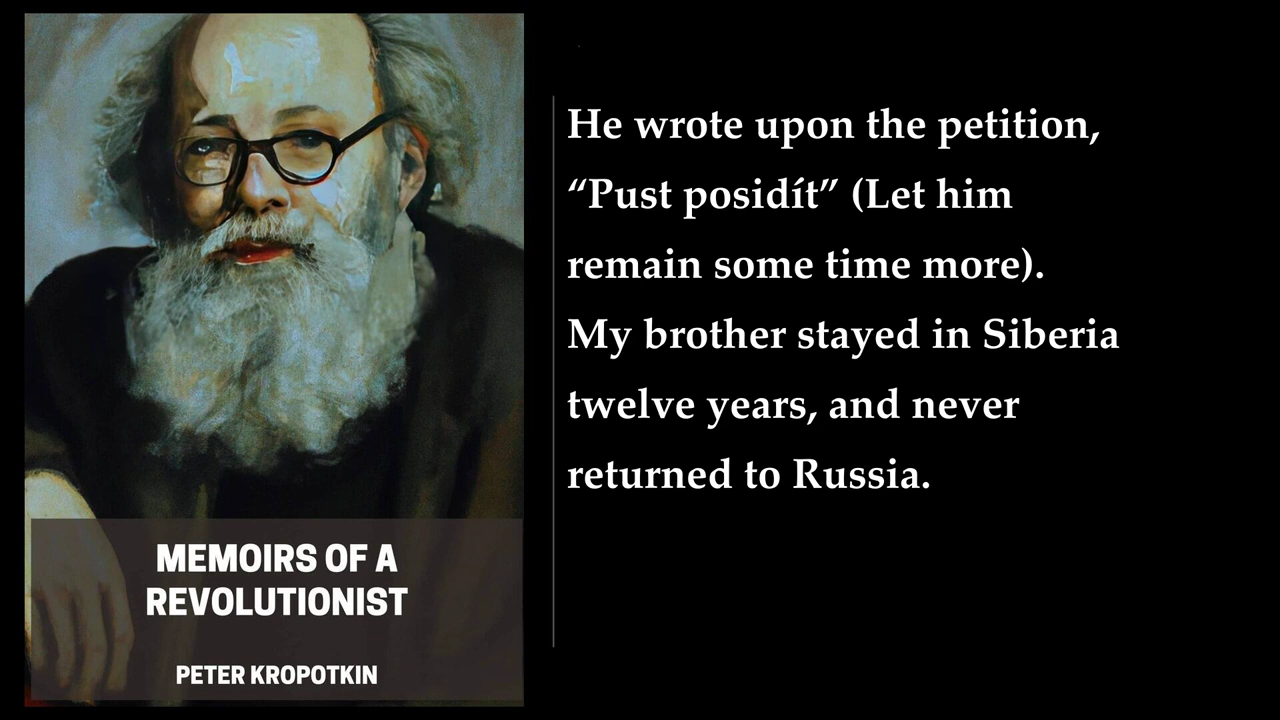 He wrote upon the petition,
“Pust posidít” (Let him
remain some time more).
My brother stayed in Siberia
twelve years, and never
returned to Russia.
MEMOIRS OF A
REVOLUTIONIST
PETER KROPOTKIN